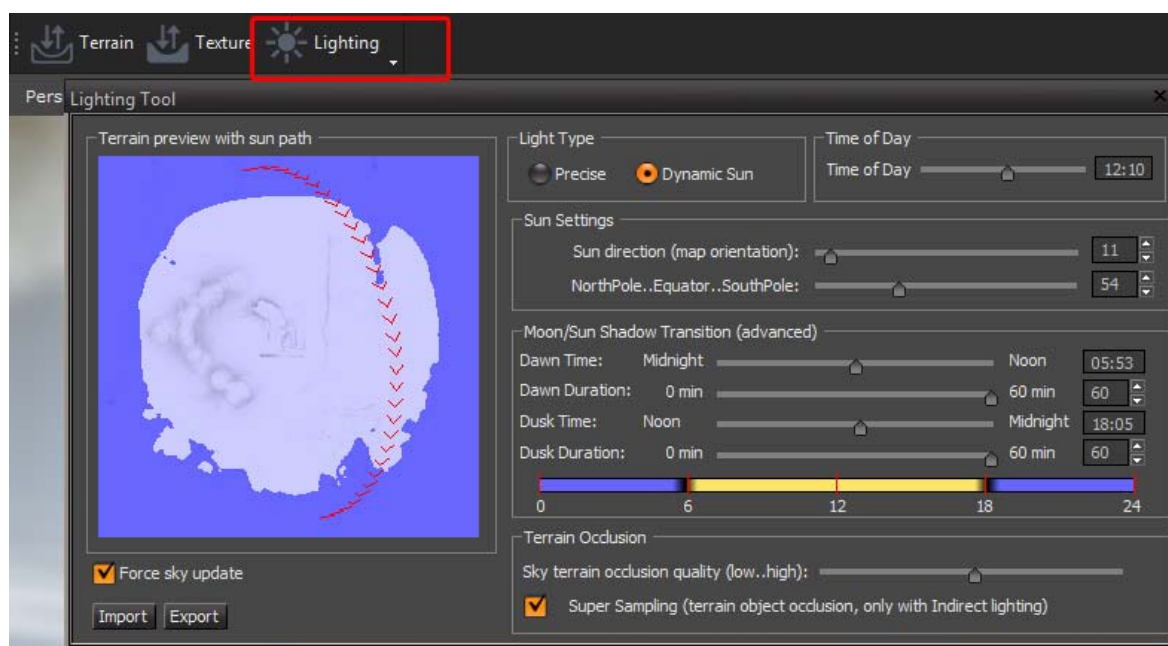 Terrain Texture Lighting
Pers Lighting Tool
Terrain preview with sun path
Force sky update
Import Export
Light Type
Precise Dynamic Sun
Time of Day
Time of Day 12:10
Sun Settings
Sun direction (map orientation): 11
NorthPole..Equator..SouthPole: 54
Moon/Sun Shadow Transition (advanced)
Dawn Time: Midnight Noon 05:53
Dawn Duration: 0 min 60 min 60
Dusk Time: Noon Midnight 18:05
Dusk Duration: 0 min 60 min 60
0 6 12 18 24
Terrain Occlusion
Sky terrain occlusion quality (low..high):
Super Sampling (terrain object occlusion, only with Indirect lighting)